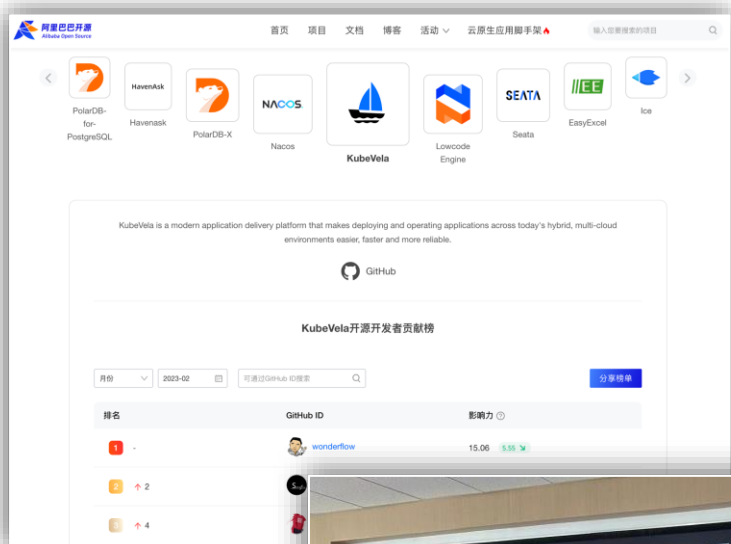 阿里巴巴开源
Alibaba Open Source
首页 项目 文档 博客 活动 云原生应用脚手架
输入您要搜索的项目
PolarDB-for-PostgreSQL
HavenAsk
Havenask
PolarDB-X
NACOS.
Nacos
KubeVela
Lowcode Engine
SEATA
Seata
EE
EasyExcel
Ice
KubeVela is a modern application delivery platform that makes deploying and operating applications across today's hybrid, multi-cloud
environments easier, faster and more reliable.
GitHub
KubeVela开源开发者贡献榜
月份 2023-02 可通过GitHub ID搜索 分享榜单
排名 GitHub ID 影响力
1 - wonderflow 15.06 5.55
2 ↑ 2
3 ↑ 4